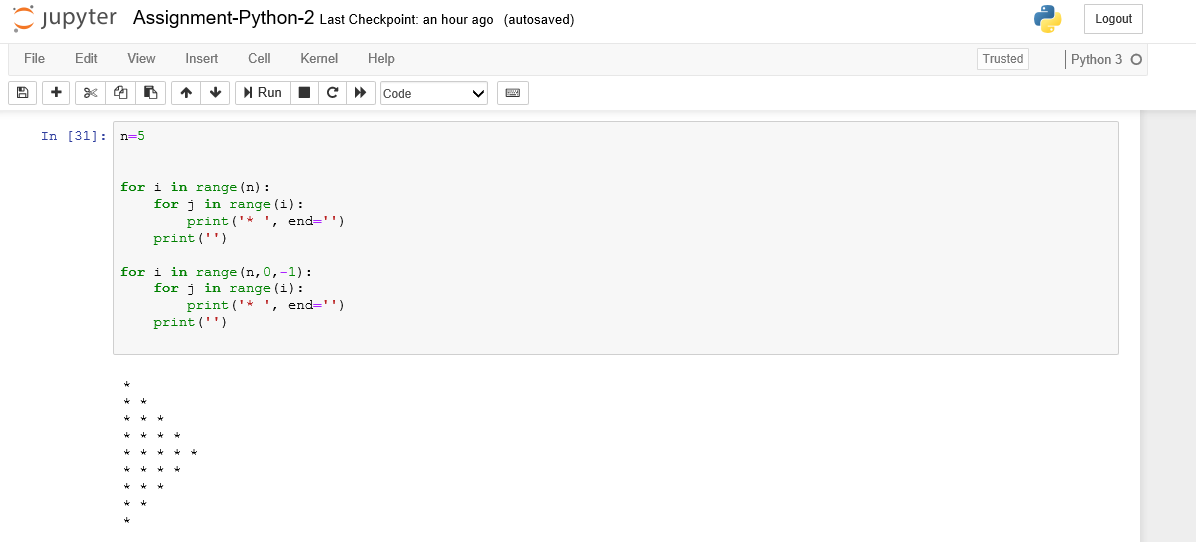 jupyter Assignment-Python-2 Last Checkpoint: an hour ago (autosaved)
Logout
File Edit View Insert Cell Kernel Help
Trusted
Python 3
Run
Code
In [31]: n=5
for i in range(n):
    for j in range(i):
        print('* ', end='')
    print('')
for i in range(n,0,-1):
    for j in range(i):
        print('* ', end='')
    print('')
*
* *
* * *
* * * *
* * * * *
* * * *
* * *
* *
*